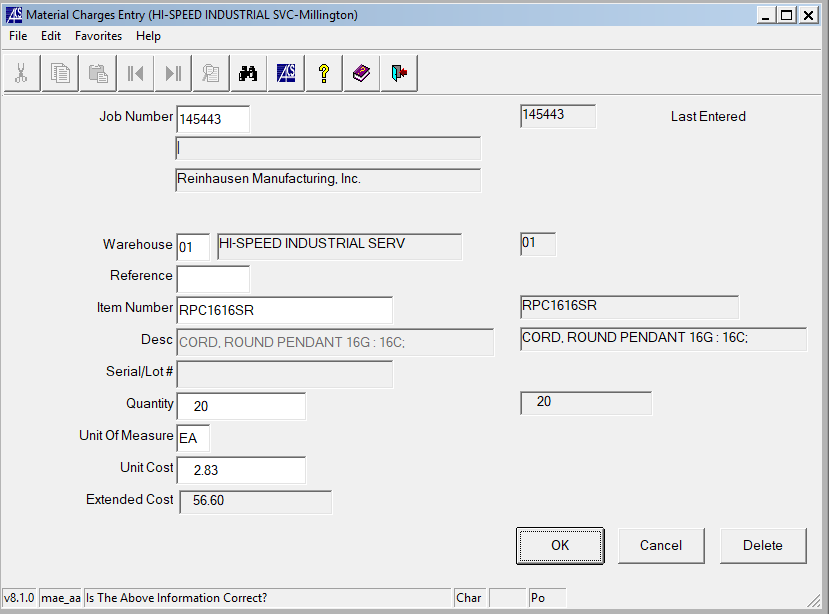 Material Charges Entry (HI-SPEED INDUSTRIAL SVC-Millington)
File Edit Favorites Help
Job Number 145443 145443 Last Entered
Reinhausen Manufacturing, Inc.
Warehouse 01 HI-SPEED INDUSTRIAL SERV 01
Reference
Item Number RPC1616SR RPC1616SR
Desc CORD, ROUND PENDANT 16G : 16C; CORD, ROUND PENDANT 16G : 16C;
Serial/Lot #
Quantity 20 20
Unit Of Measure EA
Unit Cost 2.83
Extended Cost 56.60
OK Cancel Delete
v8.1.0 mae_aa Is The Above Information Correct? Char Po